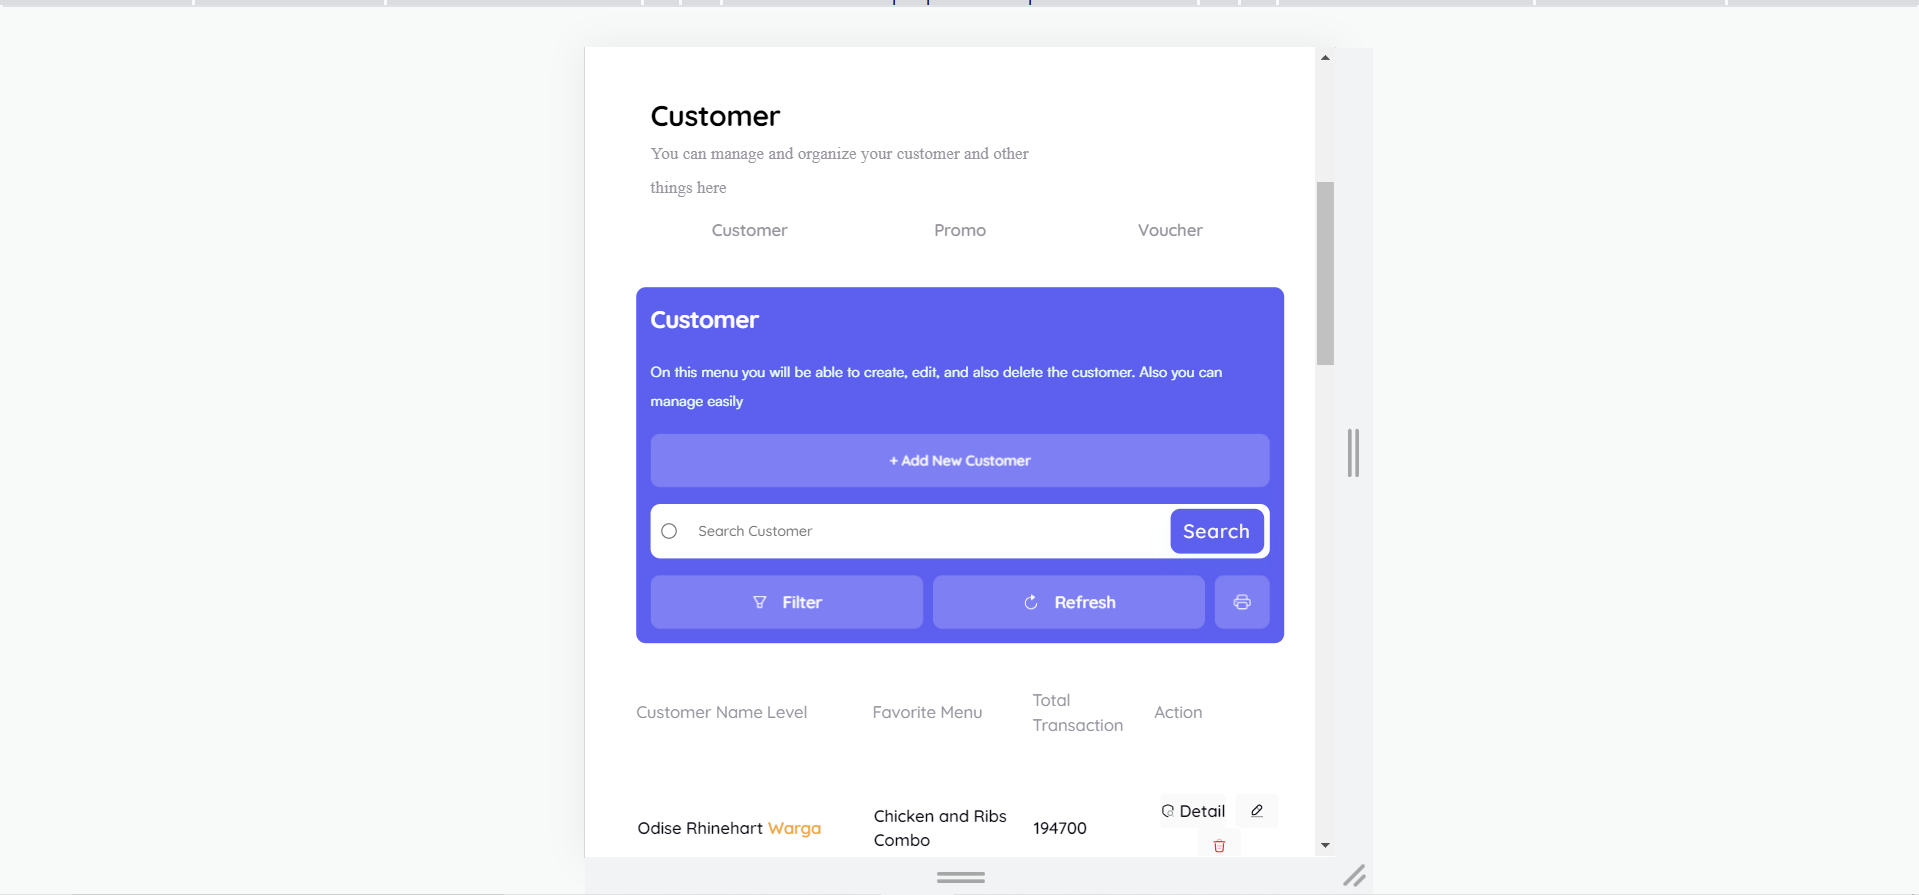 Customer
You can manage and organize your customer and other
things here
Customer Promo Voucher
Customer
On this menu you will be able to create, edit, and also delete the customer. Also you can
manage easily
+ Add New Customer
Search Customer Search
Filter Refresh
Customer Name Level Favorite Menu Total Transaction Action
Odise Rhinehart Warga Chicken and Ribs Combo 194700 Detail